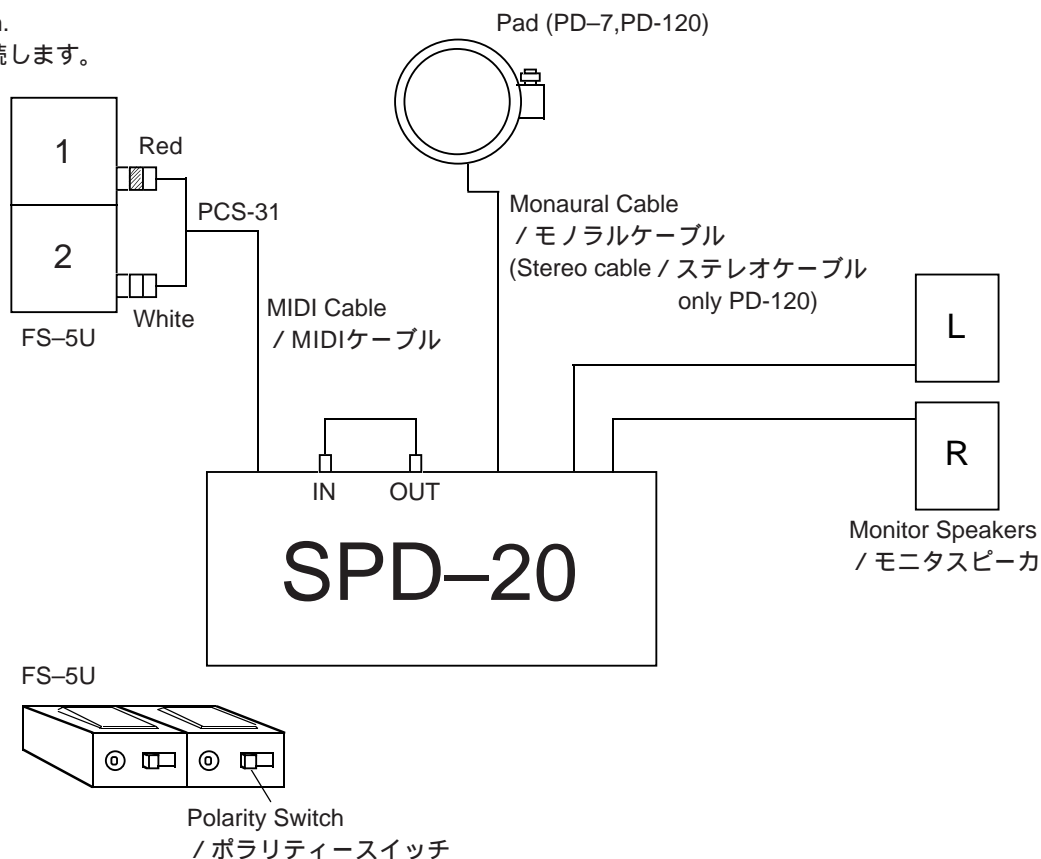 n.
続します。
Pad (PD–7,PD-120)
1
Red
PCS-31
2
White
FS–5U
Monaural Cable
/ モノラルケーブル
(Stereo cable / ステレオケーブル
only PD-120)
MIDI Cable
/ MIDIケーブル
L
R
Monitor Speakers
/ モニタスピーカ
IN
OUT
SPD–20
FS–5U
Polarity Switch
/ ポラリティースイッチ